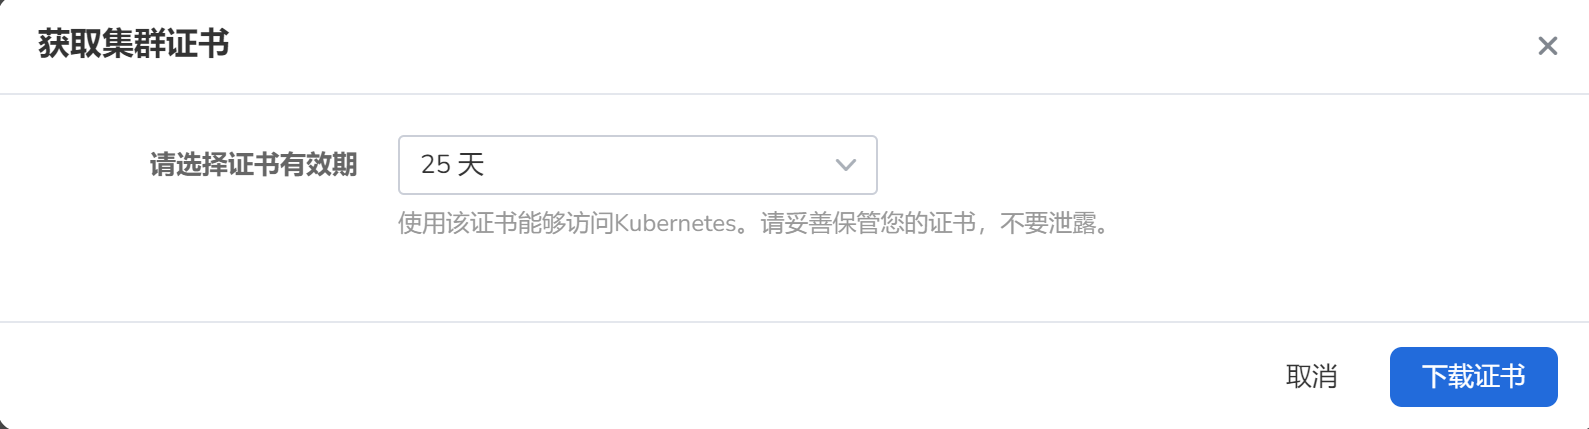 获取集群证书
请选择证书有效期
25 天
使用该证书能够访问Kubernetes。请妥善保管您的证书，不要泄露。
取消
下载证书